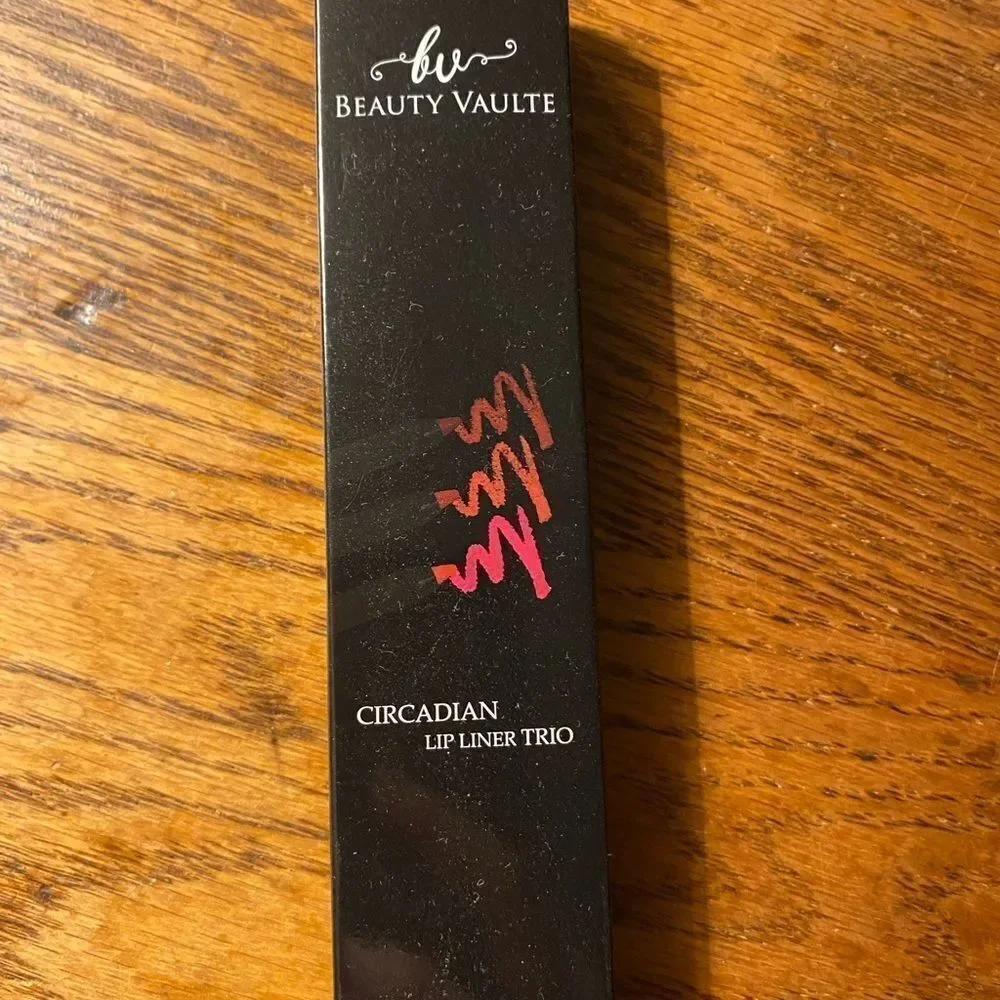 bv
BEAUTY VAULTE
CIRCADIAN
LIP LINER TRIO